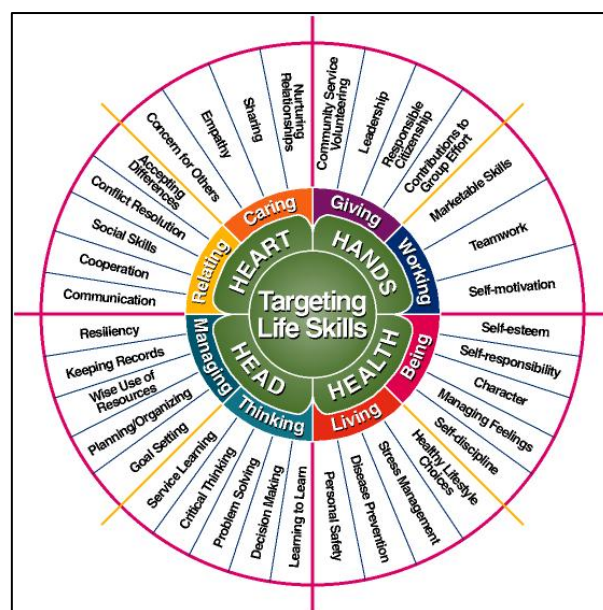 Targeting
Life Skills
HEART
HANDS
HEALTH
HEAD
Caring
Giving
Working
Being
Living
Thinking
Managing
Relating
Nurturing
Relationships
Sharing
Empathy
Concern for Others
Accepting
Differences
Conflict Resolution
Social Skills
Cooperation
Communication
Community Service
Volunteering
Leadership
Responsible
Citizenship
Contributions to
Group Effort
Marketable Skills
Teamwork
Self-motivation
Self-esteem
Self-responsibility
Character
Managing Feelings
Self-discipline
Healthy Lifestyle
Choices
Stress Management
Disease Prevention
Personal Safety
Learning to Learn
Decision Making
Problem Solving
Critical Thinking
Service Learning
Goal Setting
Planning/Organizing
Wise Use of
Resources
Keeping Records
Resiliency